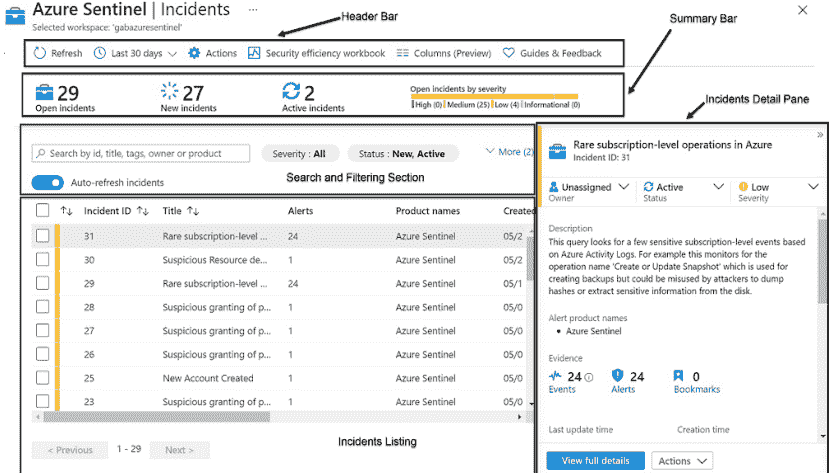 Azure Sentinel | Incidents ...
Selected workspace: 'gabazuresentinel'
Header Bar
Summary Bar
Refresh Last 30 days Actions Security efficiency workbook Columns (Preview) Guides & Feedback
29 Open incidents
27 New incidents
2 Active incidents
Open incidents by severity
High (0) Medium (25) Low (4) Informational (0)
Incidents Detail Pane
Search by id, title, tags, owner or product
Severity : All
Status : New, Active
More (2)
Auto-refresh incidents
Search and Filtering Section
Incident ID Title Alerts Product names Created
31 Rare subscription-level ... 24 Azure Sentinel 05/2
30 Suspicious Resource de... 1 Azure Sentinel 05/2
29 Rare subscription-level ... 24 Azure Sentinel 05/1
28 Suspicious granting of p... 1 Azure Sentinel 05/0
27 Suspicious granting of p... 1 Azure Sentinel 05/0
26 Suspicious granting of p... 1 Azure Sentinel 05/0
25 New Account Created 1 Azure Sentinel 05/0
23 Suspicious granting of p... 1 Azure Sentinel 05/0
< Previous 1 - 29 Next >
Incidents Listing
»
Rare subscription-level operations in Azure
Incident ID: 31
Unassigned Active Low
Owner Status Severity
Description
This query looks for a few sensitive subscription-level events based
on Azure Activity Logs. For example this monitors for the
operation name 'Create or Update Snapshot' which is used for
creating backups but could be misused by attackers to dump
hashes or extract sensitive information from the disk.
Alert product names
• Azure Sentinel
Evidence
24 24 0
Events Alerts Bookmarks
Last update time Creation time
View full details Actions